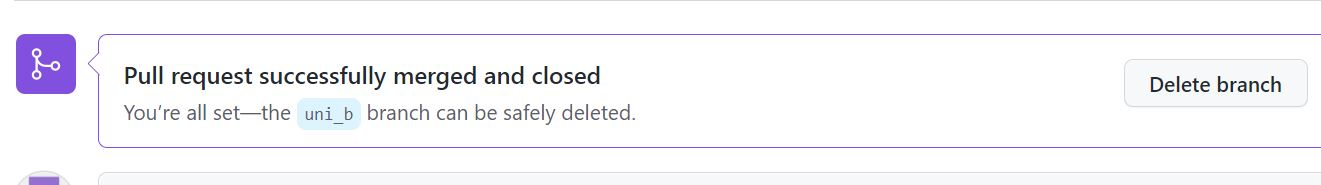 Pull request successfully merged and closed
You’re all set—the uni_b branch can be safely deleted.
Delete branch